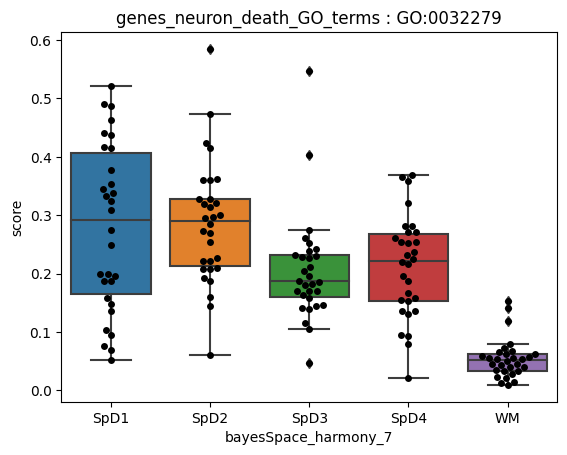 genes_neuron_death_GO_terms : GO:0032279
0.6
0.5
0.4
0.3
0.2
0.1
0.0
score
SpD1 SpD2 SpD3 SpD4 WM
bayesSpace_harmony_7